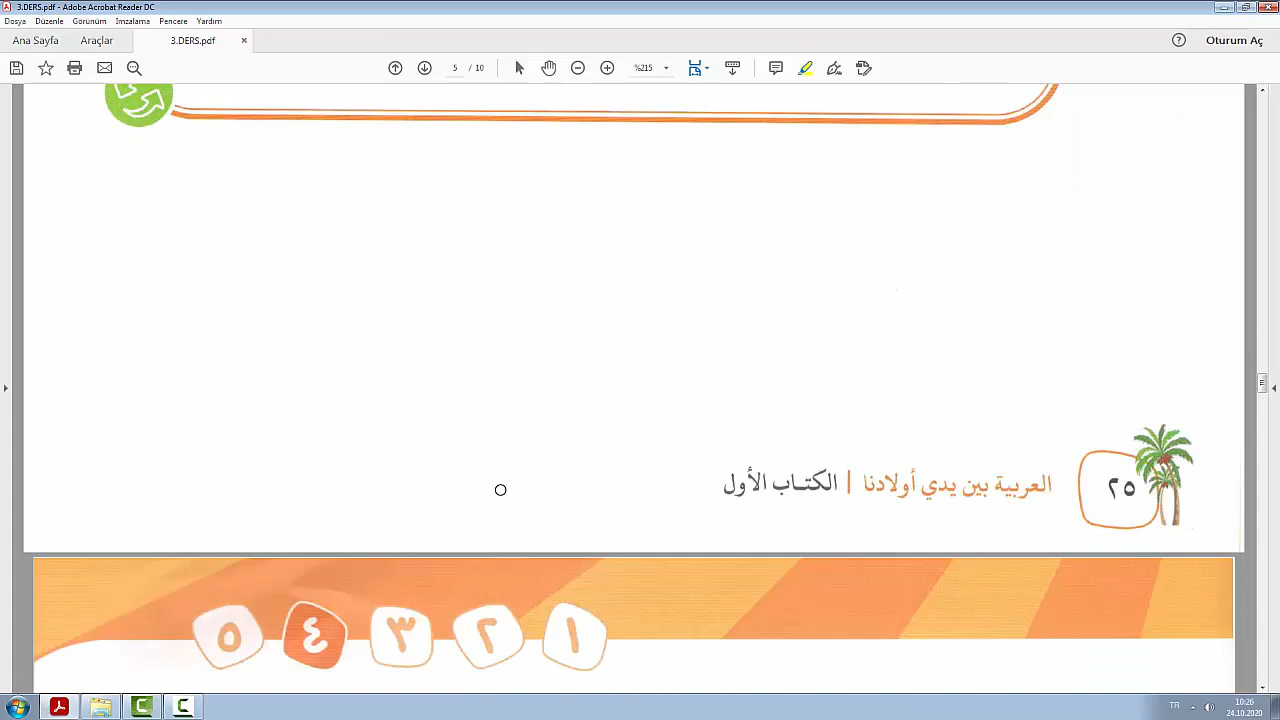 3.DERS.pdf - Adobe Acrobat Reader DC
Dosya Düzenle Görünüm İmzalama Pencere Yardım
Ana Sayfa Araçlar 3.DERS.pdf × ? Oturum Aç
5 / 10 %215
العربية بين يدي أولادنا | الكتـاب الأول
٢٥
١ ٢ ٣ ٤ ٥
TR 10:26
24.10.2020